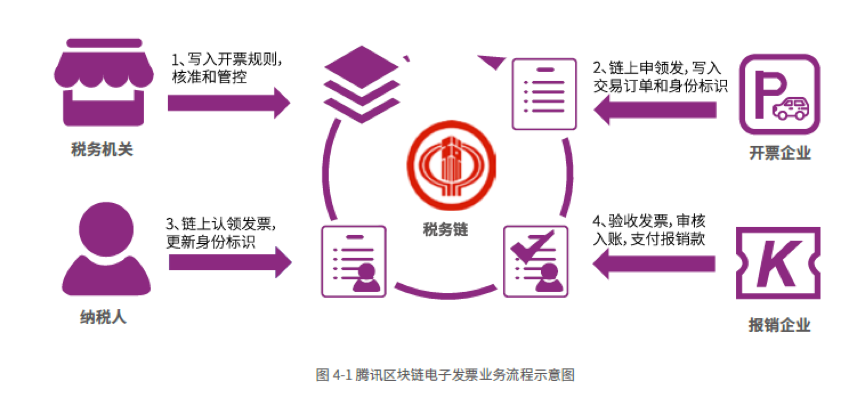 1、写入开票规则,
核准和管控
税务机关
2、链上申领发, 写入
交易订单和身份标识
P
开票企业
税务链
3、链上认领发票,
更新身份标识
纳税人
4、验收发票, 审核
入账, 支付报销款
K
报销企业
图 4-1 腾讯区块链电子发票业务流程示意图